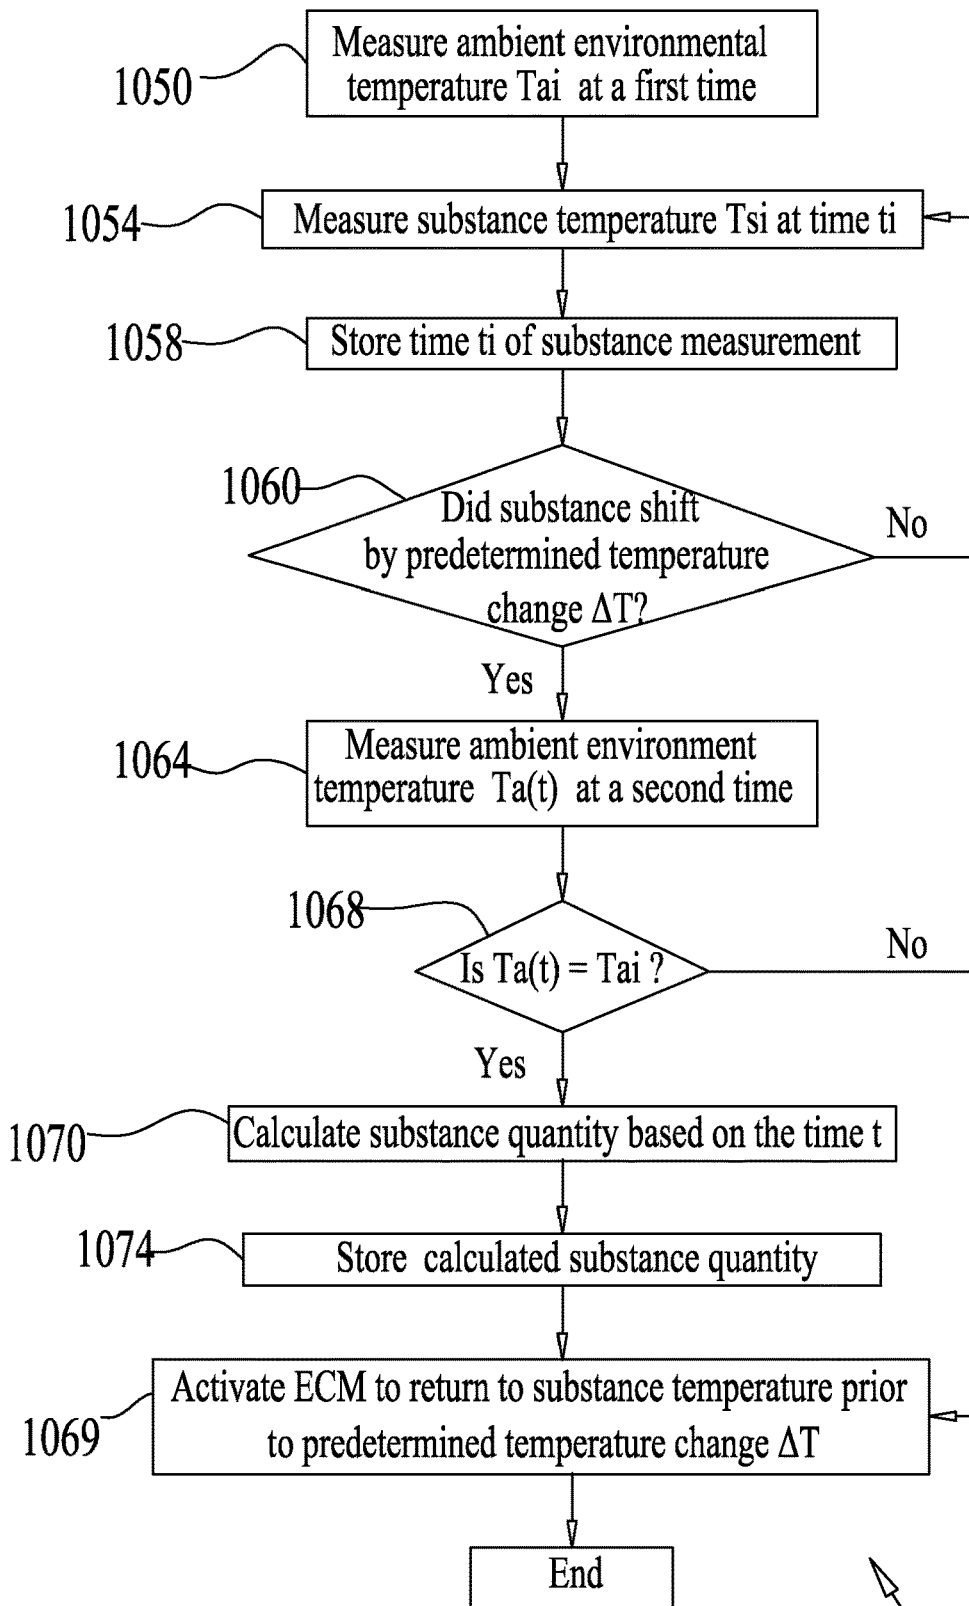 Measure ambient environmental
temperature Tai at a first time
1050
Measure substance temperature Tsi at time ti
1054
Store time ti of substance measurement
1058
1060
Did substance shift
by predetermined temperature
change ΔT?
No
Yes
Measure ambient environment
temperature Ta(t) at a second time
1064
1068
Is Ta(t) = Tai ?
No
Yes
Calculate substance quantity based on the time t
1070
Store calculated substance quantity
1074
Activate ECM to return to substance temperature prior
to predetermined temperature change ΔT
1069
End